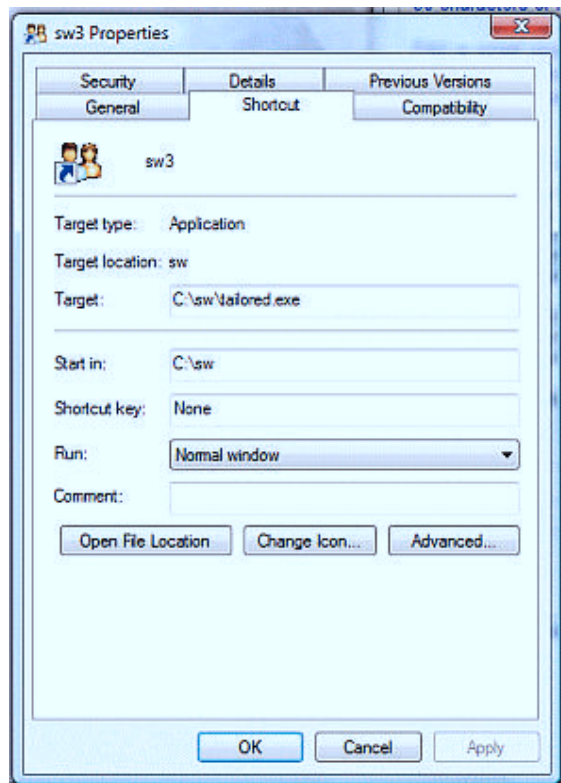 sw3 Properties
Security Details Previous Versions
General Shortcut Compatibility
sw3
Target type: Application
Target location: sw
Target: C:\sw\tailored.exe
Start in: C:\sw
Shortcut key: None
Run: Normal window
Comment:
Open File Location Change Icon... Advanced...
OK Cancel Apply